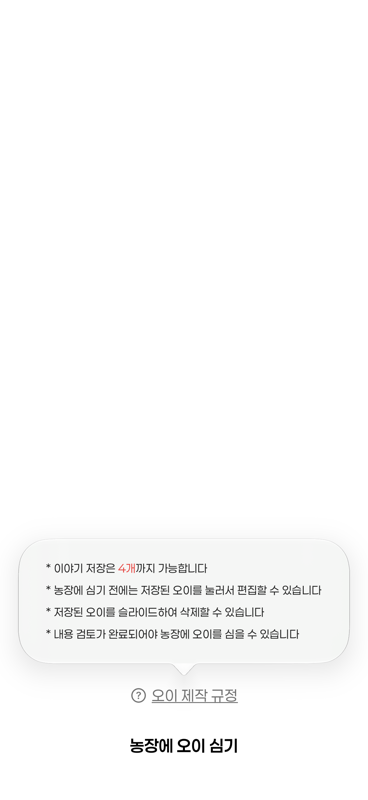 * 이야기 저장은 4개까지 가능합니다
* 농장에 심기 전에는 저장된 오이를 눌러서 편집할 수 있습니다
* 저장된 오이를 슬라이드하여 삭제할 수 있습니다
* 내용 검토가 완료되어야 농장에 오이를 심을 수 있습니다
? 오이 제작 규정
농장에 오이 심기